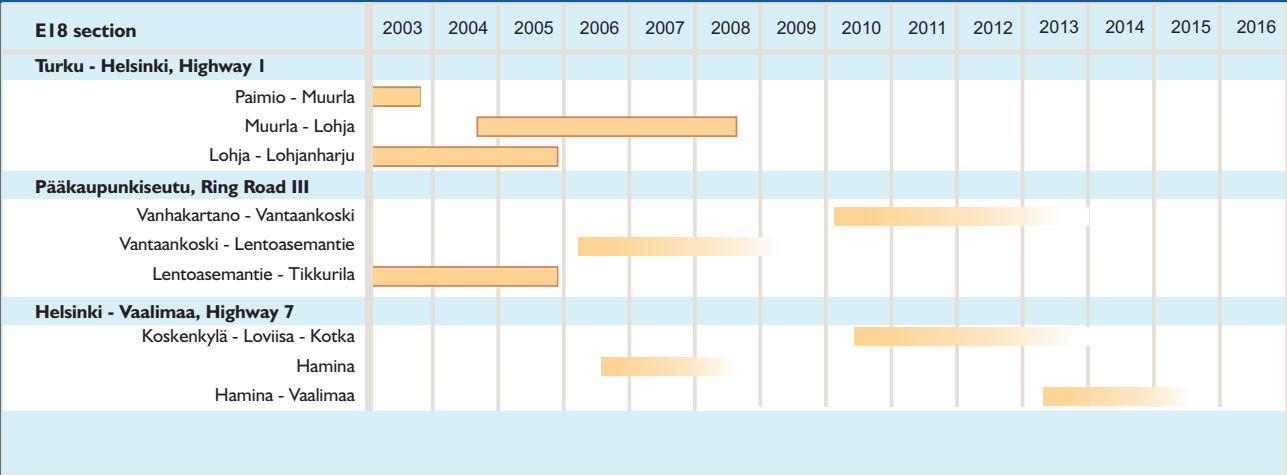 E18 section 2003 2004 2005 2006 2007 2008 2009 2010 2011 2012 2013 2014 2015 2016
Turku - Helsinki, Highway 1
Paimio - Muurla
Muurla - Lohja
Lohja - Lohjanharju
Pääkaupunkiseutu, Ring Road III
Vanhakartano - Vantaankoski
Vantaankoski - Lentoasemantie
Lentoasemantie - Tikkurila
Helsinki - Vaalimaa, Highway 7
Koskenkylä - Loviisa - Kotka
Hamina
Hamina - Vaalimaa